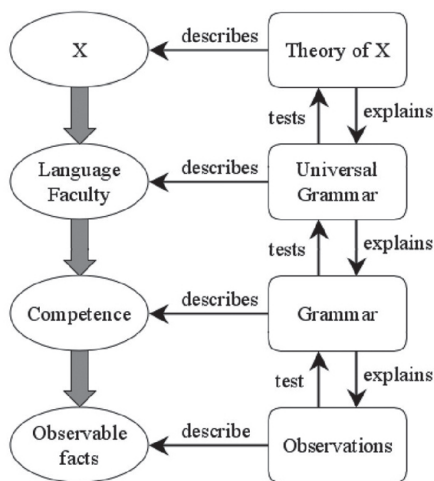 X
describes
Theory of X
tests
explains
Language
Faculty
describes
Universal
Grammar
tests
explains
Competence
describes
Grammar
test
explains
Observable
facts
describe
Observations